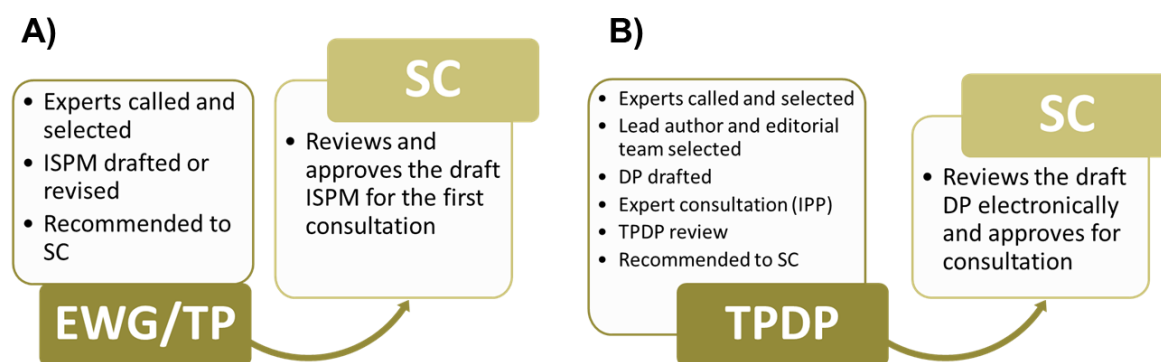 A)
• Experts called and
selected
• ISPM drafted or
revised
• Recommended to
SC
EWG/TP
SC
• Reviews and
approves the draft
ISPM for the first
consultation
B)
• Experts called and selected
• Lead author and editorial
team selected
• DP drafted
• Expert consultation (IPP)
• TPDP review
• Recommended to SC
TPDP
SC
• Reviews the draft
DP electronically
and approves for
consultation